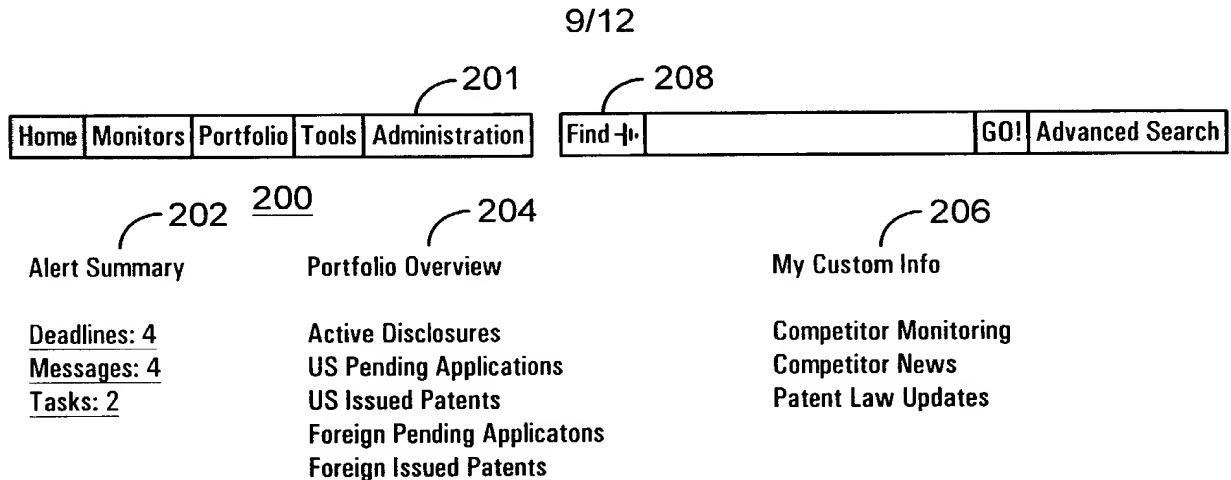 9/12
201 208
Home Monitors Portfolio Tools Administration Find GO! Advanced Search
202 200 204 206
Alert Summary Portfolio Overview My Custom Info
Deadlines: 4 Active Disclosures Competitor Monitoring
Messages: 4 US Pending Applications Competitor News
Tasks: 2 US Issued Patents Patent Law Updates
Foreign Pending Applicatons
Foreign Issued Patents